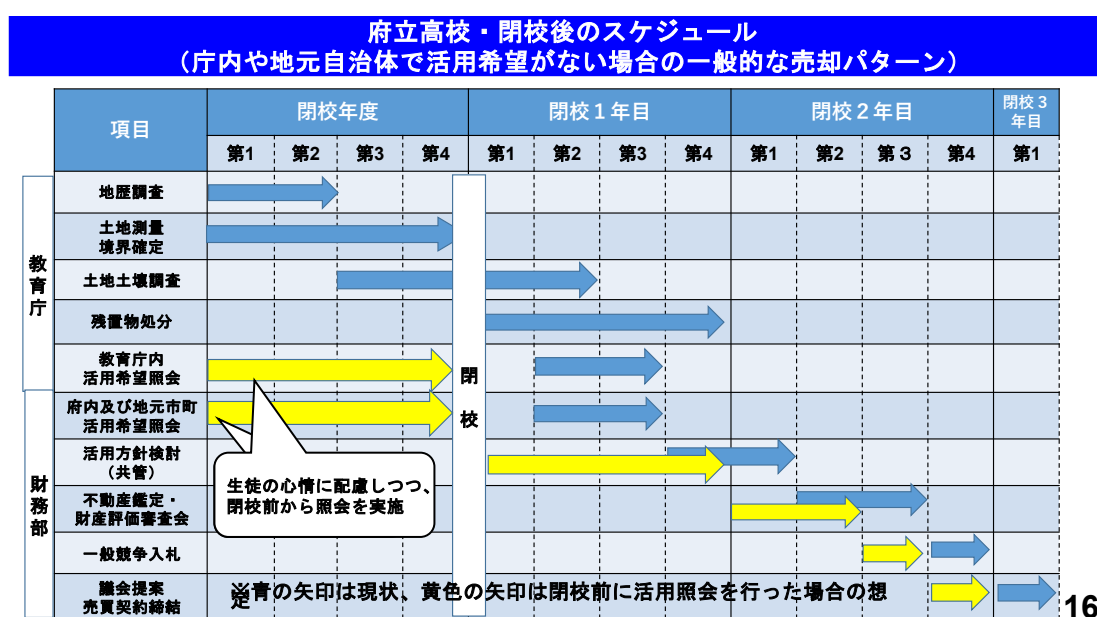 府立高校・閉校後のスケジュール
（庁内や地元自治体で活用希望がない場合の一般的な売却パターン）
項目
閉校年度
閉校１年目
閉校２年目
閉校３
年目
第1 第2 第3 第4 第1 第2 第3 第4 第1 第2 第３ 第4 第1
教育庁
地歴調査
土地測量
境界確定
土地土壌調査
残置物処分
教育庁内
活用希望照会
閉校
財務部
府内及び地元市町
活用希望照会
活用方針検討
（共管）
生徒の心情に配慮しつつ、
閉校前から照会を実施
不動産鑑定・
財産評価審査会
一般競争入札
議会提案
売買契約締結
※青の矢印は現状、黄色の矢印は閉校前に活用照会を行った場合の想
定
16